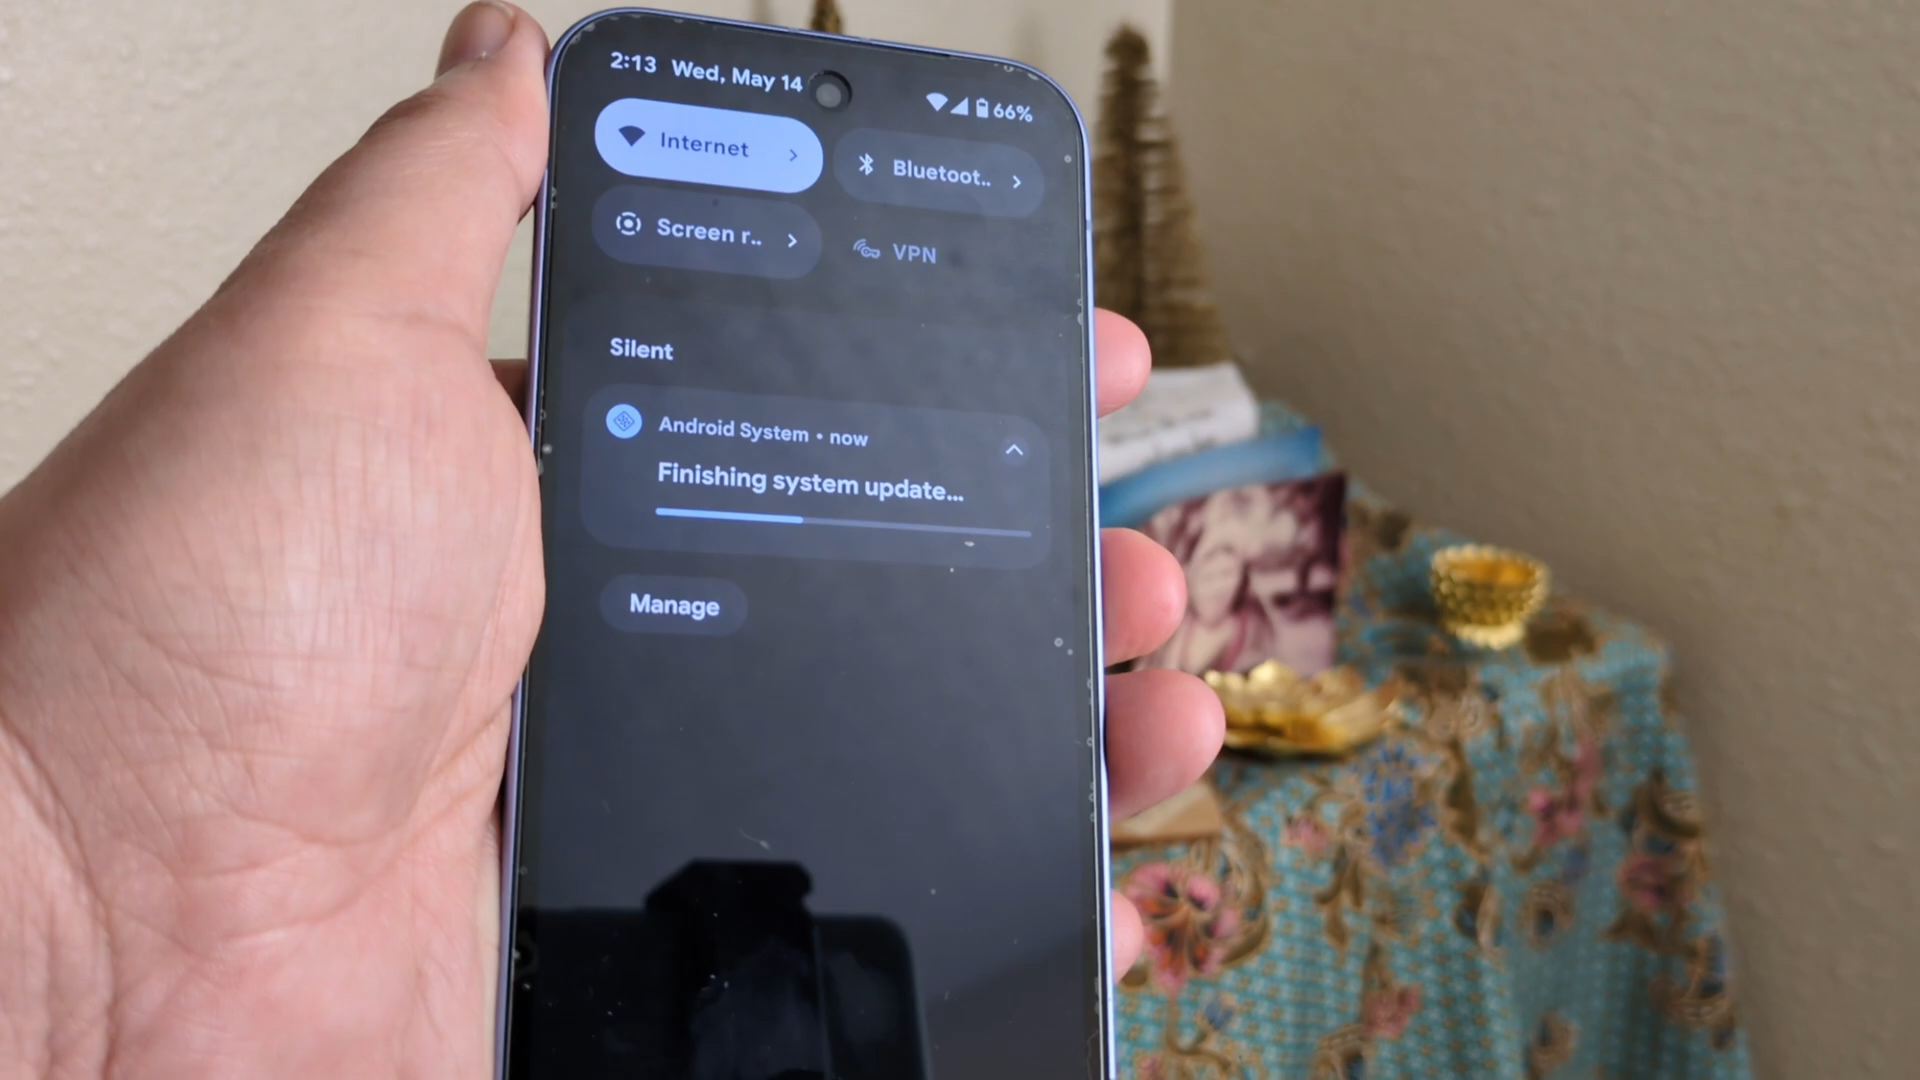 2:13 Wed, May 14
66%
Internet
Bluetoot..
Screen r..
VPN
Silent
Android System • now
Finishing system update...
Manage